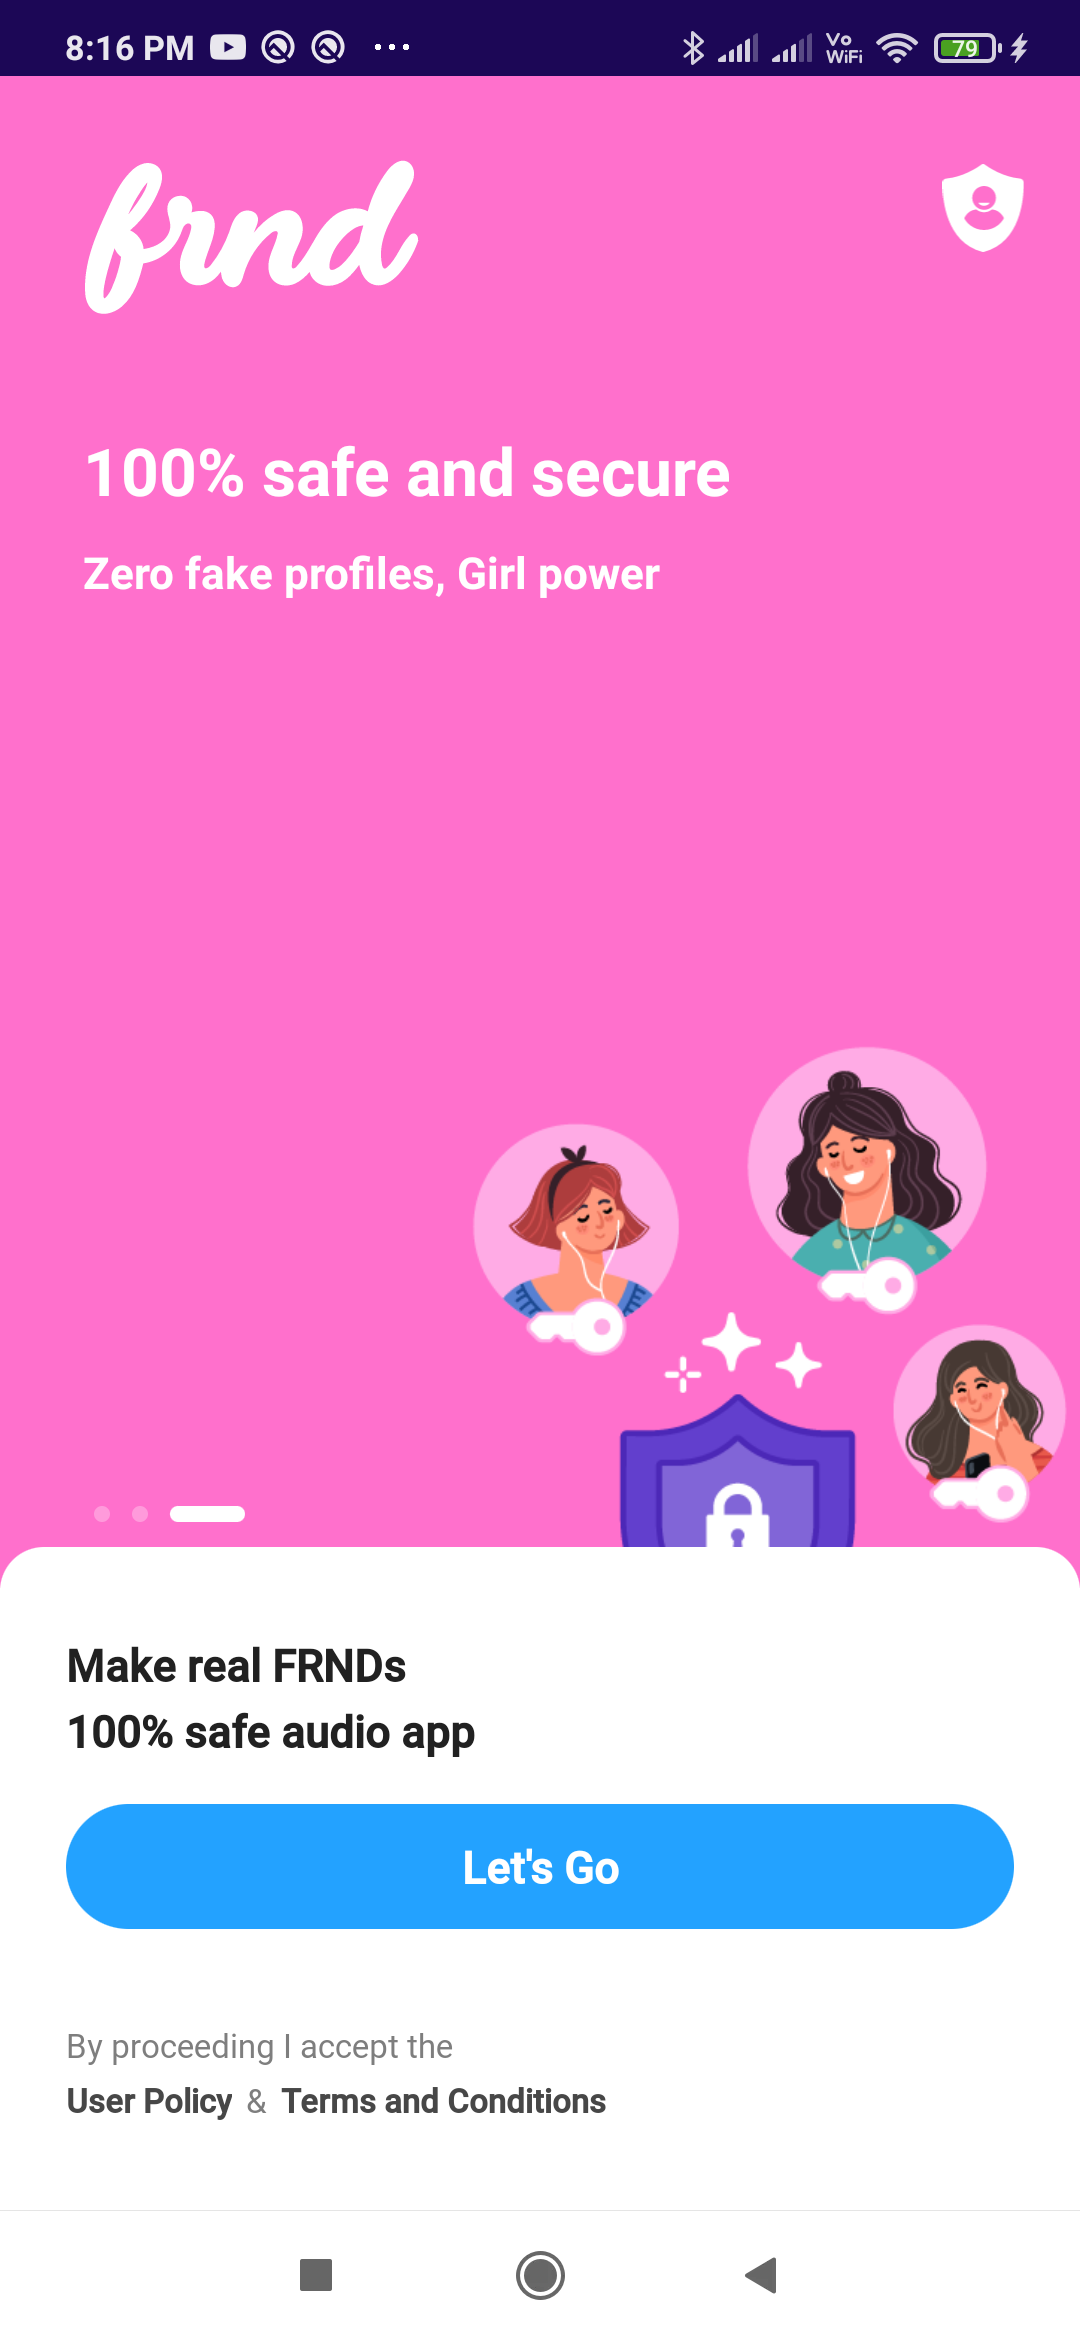 8:16 PM
Vo
WiFi
79
frnd
100% safe and secure
Zero fake profiles, Girl power
Make real FRNDs
100% safe audio app
Let's Go
By proceeding I accept the
User Policy & Terms and Conditions